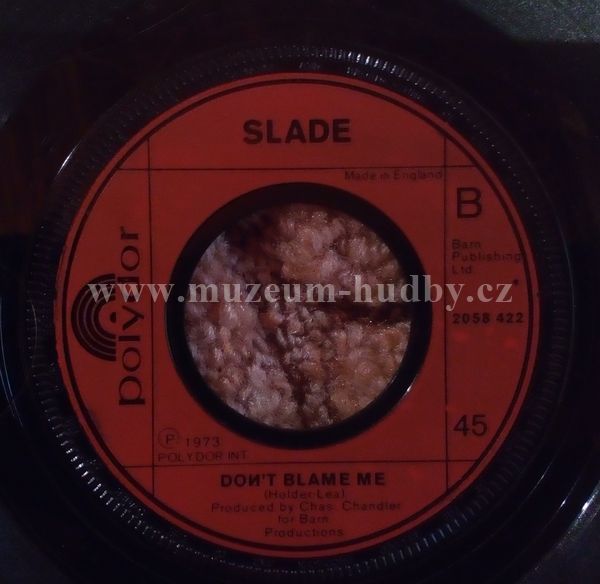 SLADE
Made in England
B
polydor
Barn
Publishing
Ltd.
www.muzeum-hudby.cz
2058 422
45
Ⓟ 1973
POLYDOR INT.
DOИ'T BLAME ME
(Holder-Lea)
Produced by Chas. Chandler
for Barn
Productions